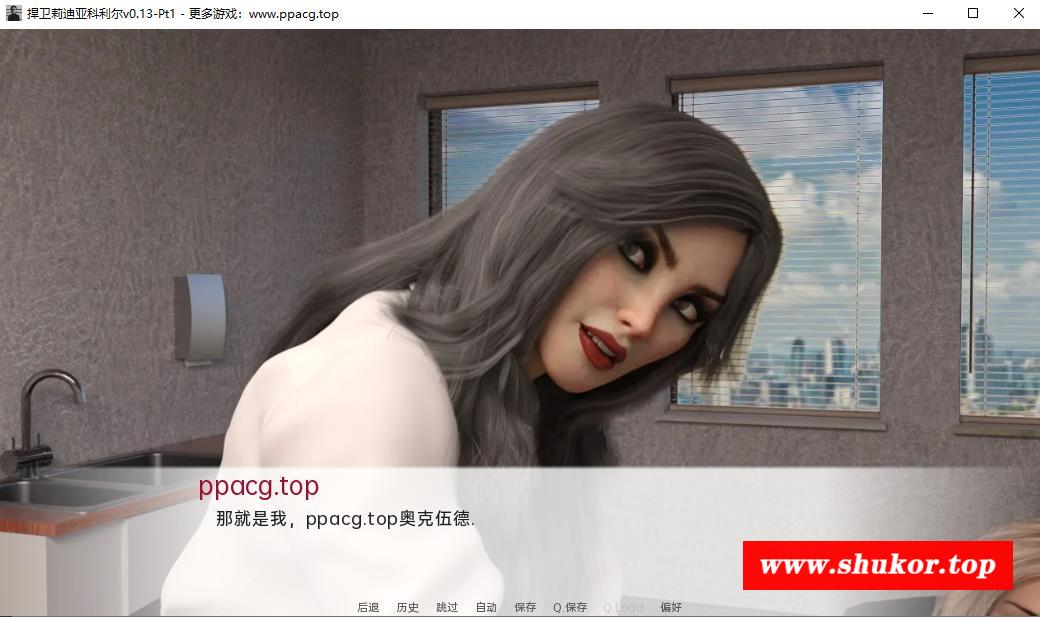 捍卫莉迪亚科利尔v0.13-Pt1 - 更多游戏：www.ppacg.top
ppacg.top
那就是我，ppacg.top奥克伍德.
www.shukor.top
后退 历史 跳过 自动 保存 Q.保存 Q.Load 偏好